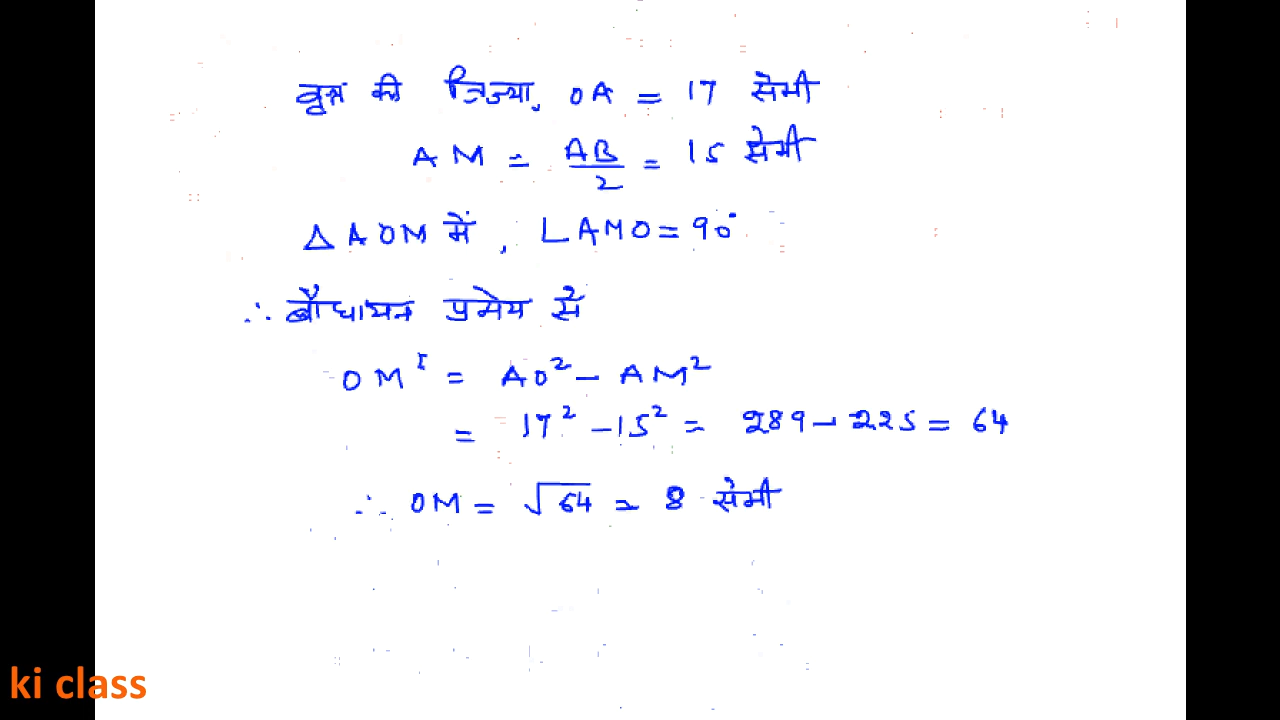 वृत्त की त्रिज्या, OA = 17 सेमी
AM = AB/2 = 15 सेमी
△AOM में, ∠AMO = 90°
∴ बौधायन प्रमेय से
OM² = AO² - AM²
= 17² - 15² = 289 - 225 = 64
∴ OM = √64 = 8 सेमी
ki class